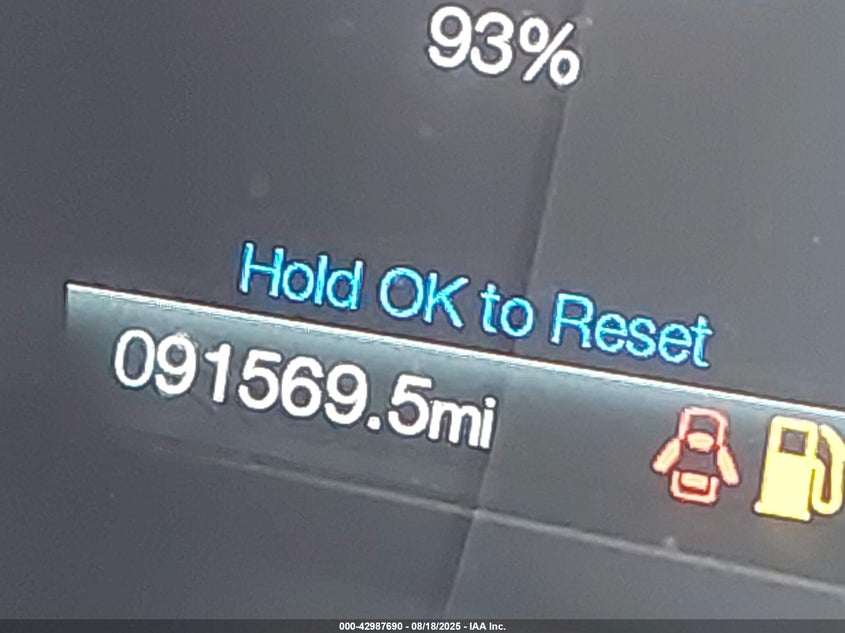 93%
Hold OK to Reset
091569.5mi
000-42987690 - 08/18/2025 - IAA Inc.